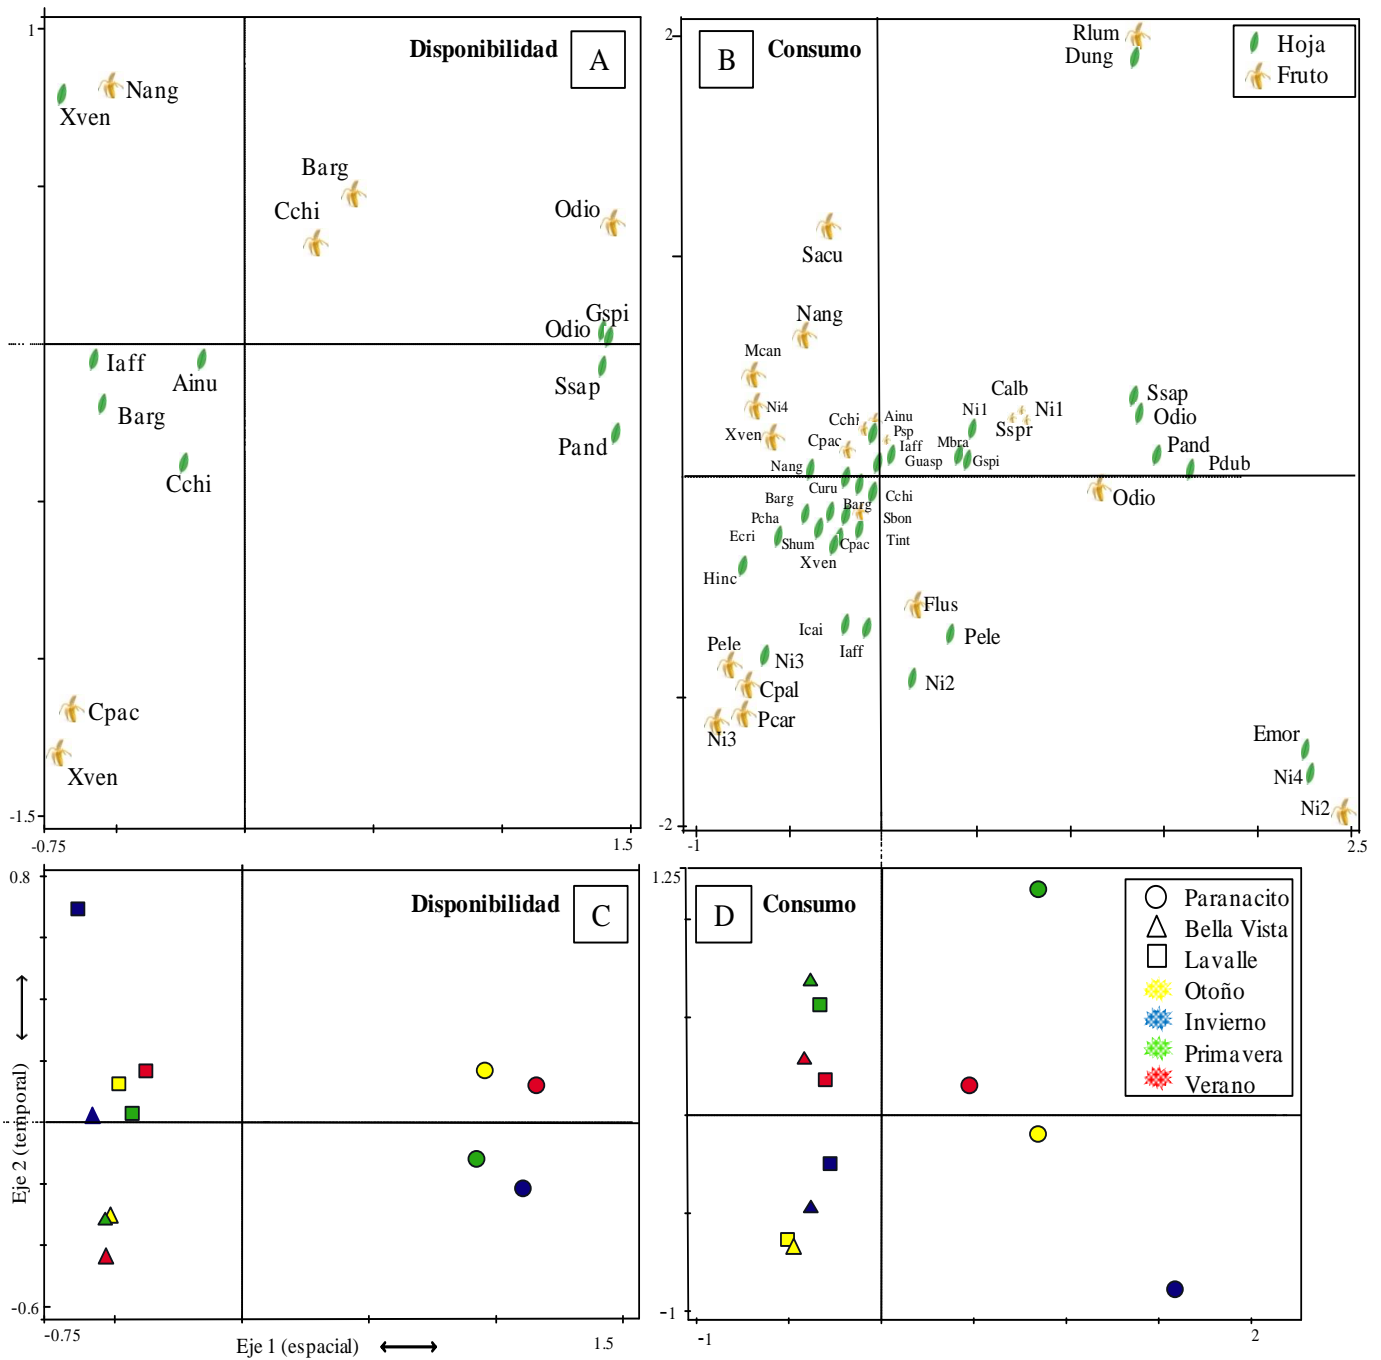 1
Disponibilidad
A
Nang
Xven
Barg
Cchi
Odio
Gspi
Odio
Iaff
Ainu
Ssap
Barg
Pand
Cchi
Cpac
Xven
-1.5
-0.75
1.5
2
B
Consumo
Rlum
Dung
Hoja
Fruto
Sacu
Nang
Mcan
Ni4
Xven
Cchi
Ainu
Psp
Cpac
Iaff
Nang
Guasp
Calb
Ni1
Ni1
Sspr
Mbra
Gspi
Ssap
Odio
Pand
Pdub
Odio
Curu
Cchi
Barg
Barg
Pcha
Sbon
Ecri
Shum
Cpac
Tint
Xven
Hinc
Flus
Icai
Pele
Iaff
Pele
Ni3
Ni2
Cpal
Pcar
Ni3
Emor
Ni4
Ni2
-2
-1
2.5
0.8
Disponibilidad
C
Eje 2 (temporal)
-0.6
-0.75
Eje 1 (espacial)
1.5
1.25
D
Consumo
Paranacito
Bella Vista
Lavalle
Otoño
Invierno
Primavera
Verano
-1
-1
2